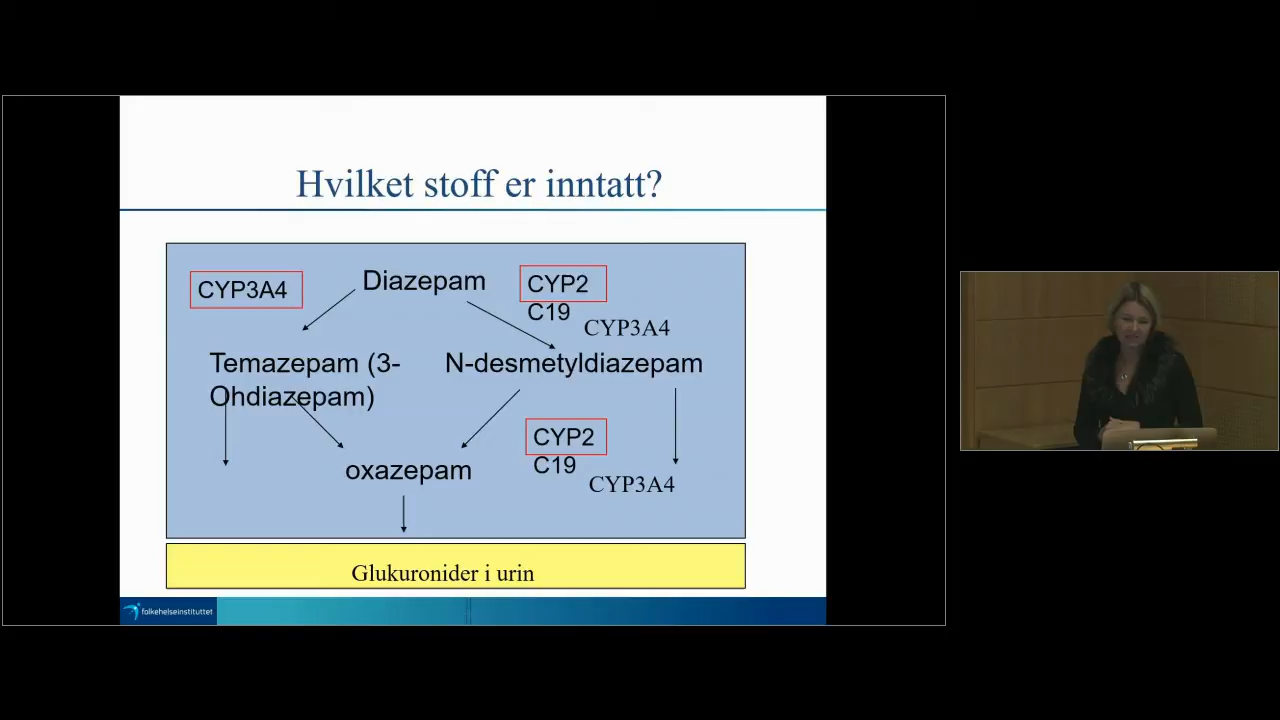 Hvilket stoff er inntatt?
CYP3A4
Diazepam
CYP2
C19
CYP3A4
Temazepam (3-
Ohdiazepam)
N-desmetyldiazepam
CYP2
C19
oxazepam
CYP3A4
Glukuronider i urin
folkehelseinstituttet